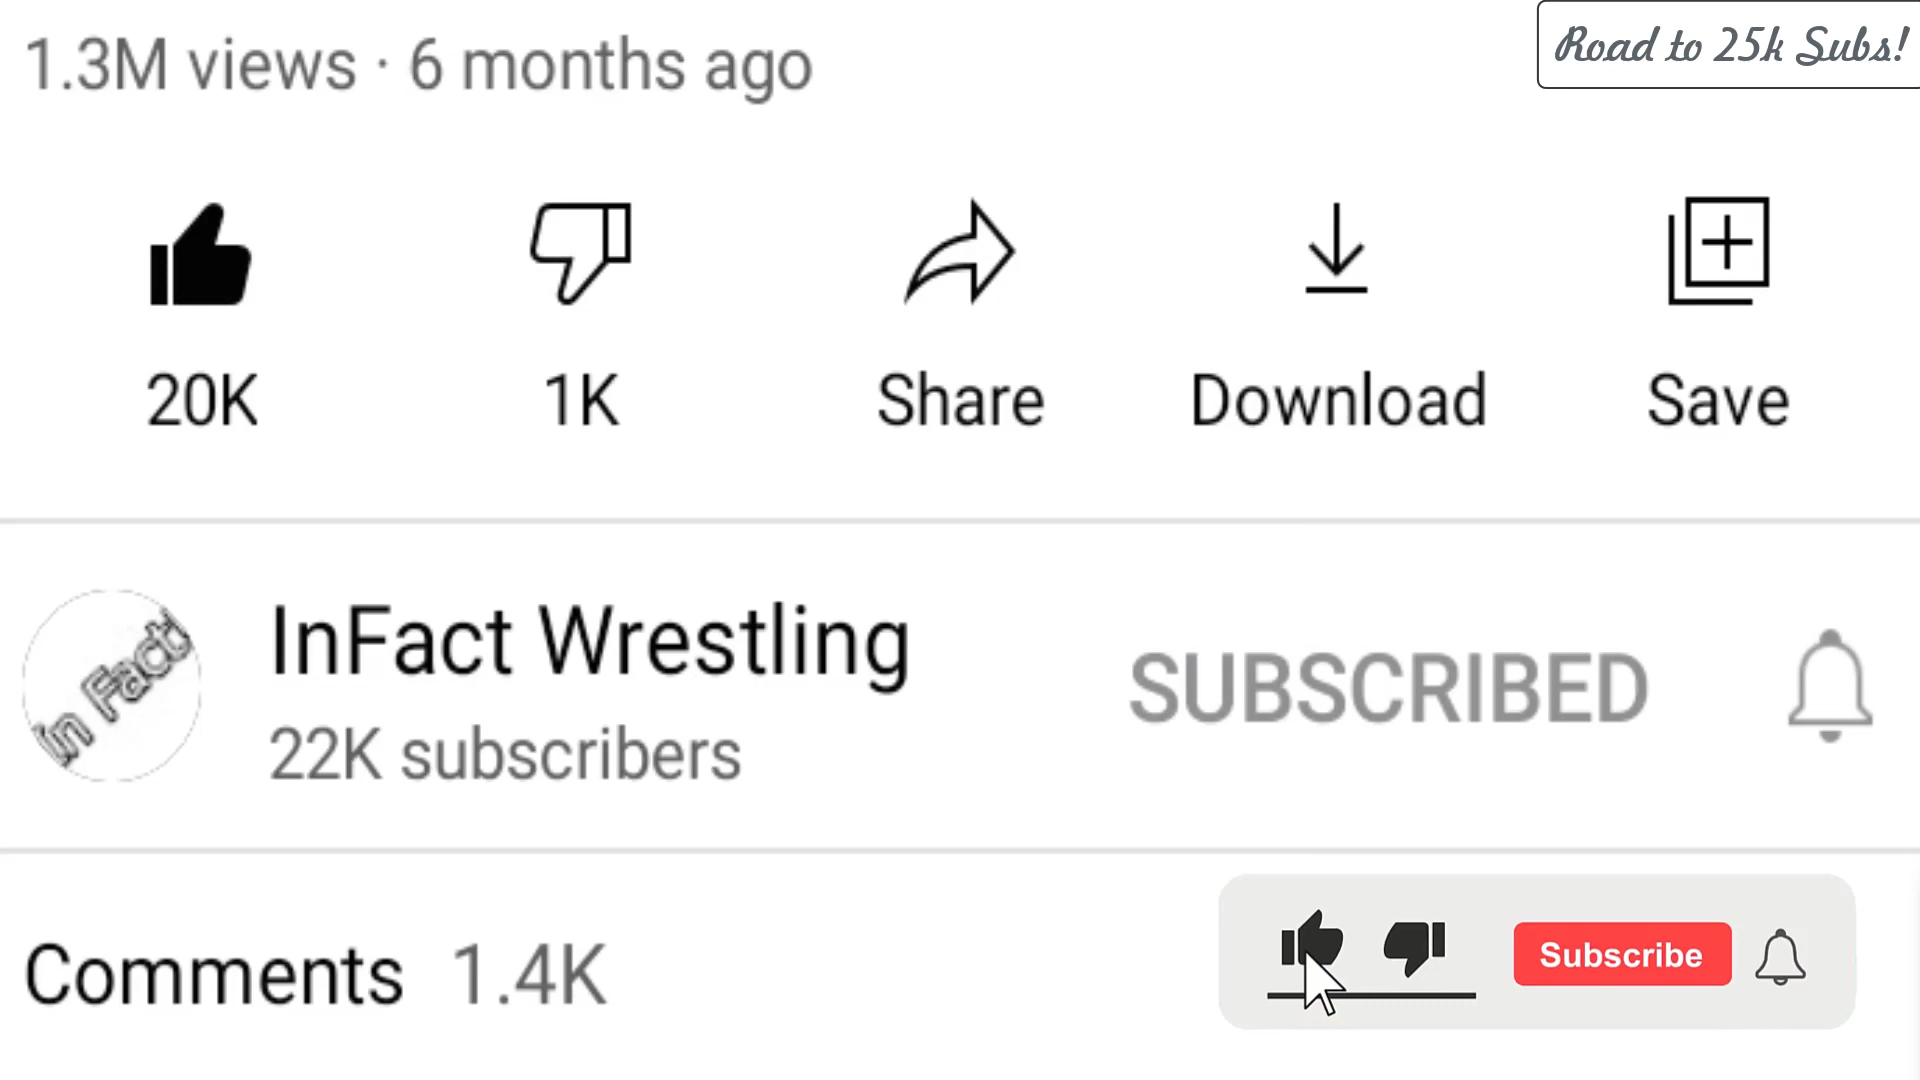 1.3M views · 6 months ago
Road to 25k Subs!
20K
1K
Share
Download
Save
in Fact!
InFact Wrestling
22K subscribers
SUBSCRIBED
Comments 1.4K
Subscribe